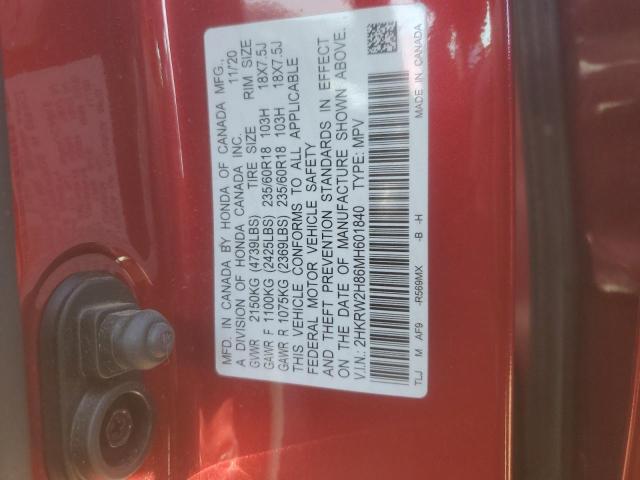 MFD. IN CANADA BY HONDA OF CANADA MFG.,
A DIVISION OF HONDA CANADA INC. 11/20
GVWR 2150KG (4739LBS) TIRE SIZE RIM SIZE
GAWR F 1100KG (2425LBS) 235/60R18 103H 18X7.5J
GAWR R 1075KG (2369LBS) 235/60R18 103H 18X7.5J
THIS VEHICLE CONFORMS TO ALL APPLICABLE
FEDERAL MOTOR VEHICLE SAFETY
AND THEFT PREVENTION STANDARDS IN EFFECT
ON THE DATE OF MANUFACTURE SHOWN ABOVE.
V.I.N.: 2HKRW2H86MH601840 TYPE: MPV
TLJ M AF9 -R569MX -B -H MADE IN CANADA